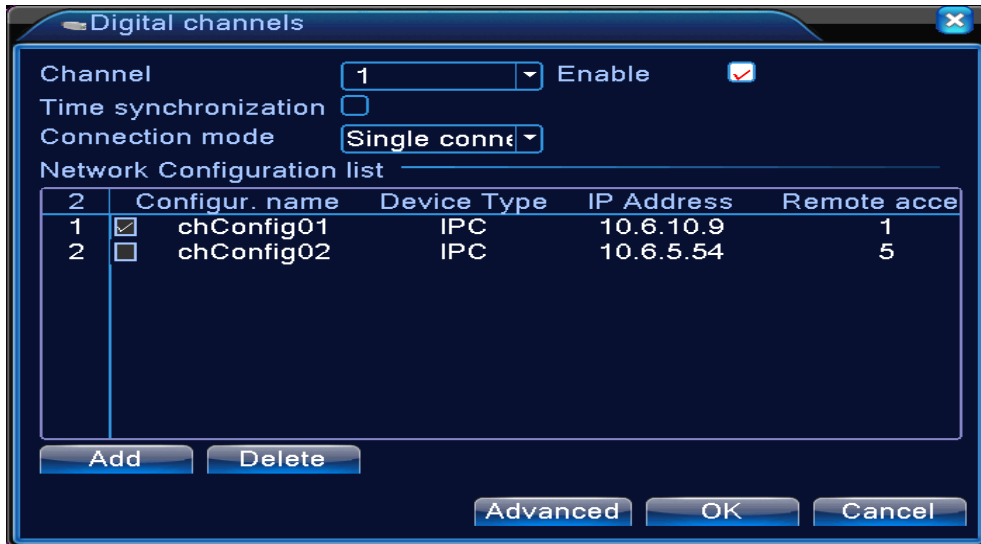 Digital channels
Channel 1 Enable
Time synchronization
Connection mode Single conne
Network Configuration list
2 Configur. name Device Type IP Address Remote acce
1 chConfig01 IPC 10.6.10.9 1
2 chConfig02 IPC 10.6.5.54 5
Add Delete
Advanced OK Cancel